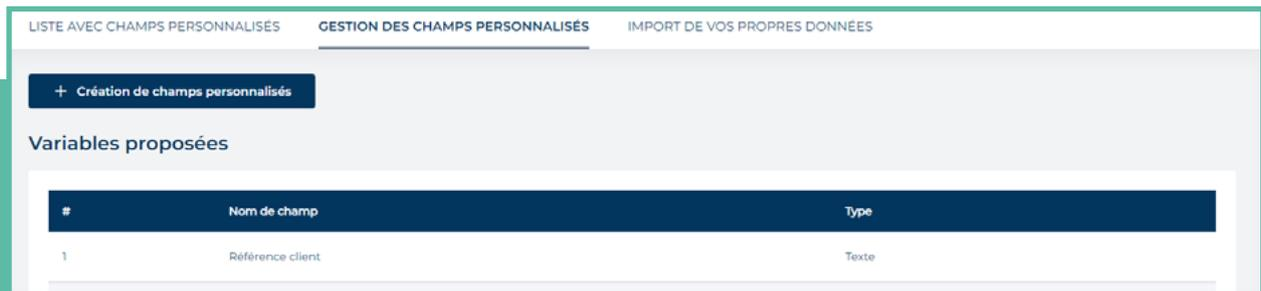 LISTE AVEC CHAMPS PERSONNALISÉS GESTION DES CHAMPS PERSONNALISÉS IMPORT DE VOS PROPRES DONNÉES
+ Création de champs personnalisés
Variables proposées
# Nom de champ Type
1 Référence client Texte